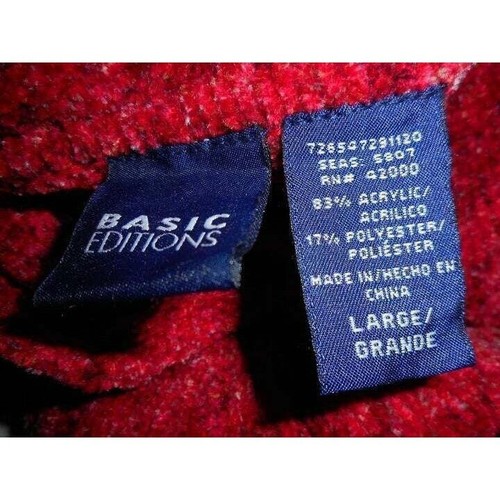 BASIC
EDITIONS
726547291120
SEAS: S807
RN# 42000
83% ACRYLIC/
ACRILICO
17% POLYESTER/
POLIÉSTER
MADE IN/HECHO EN
CHINA
LARGE/
GRANDE